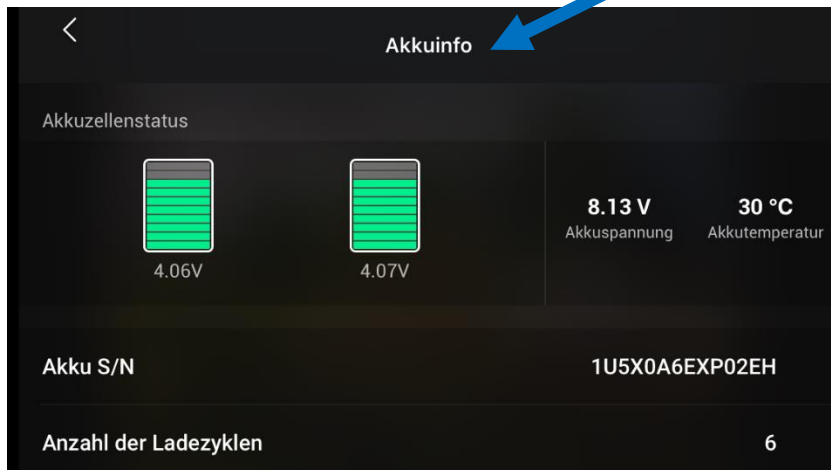 Akkuinfo
Akkuzellenstatus
8.13 V 30 °C
Akkuspannung Akkutemperatur
4.06V 4.07V
Akku S/N 1U5X0A6EXP02EH
Anzahl der Ladezyklen 6